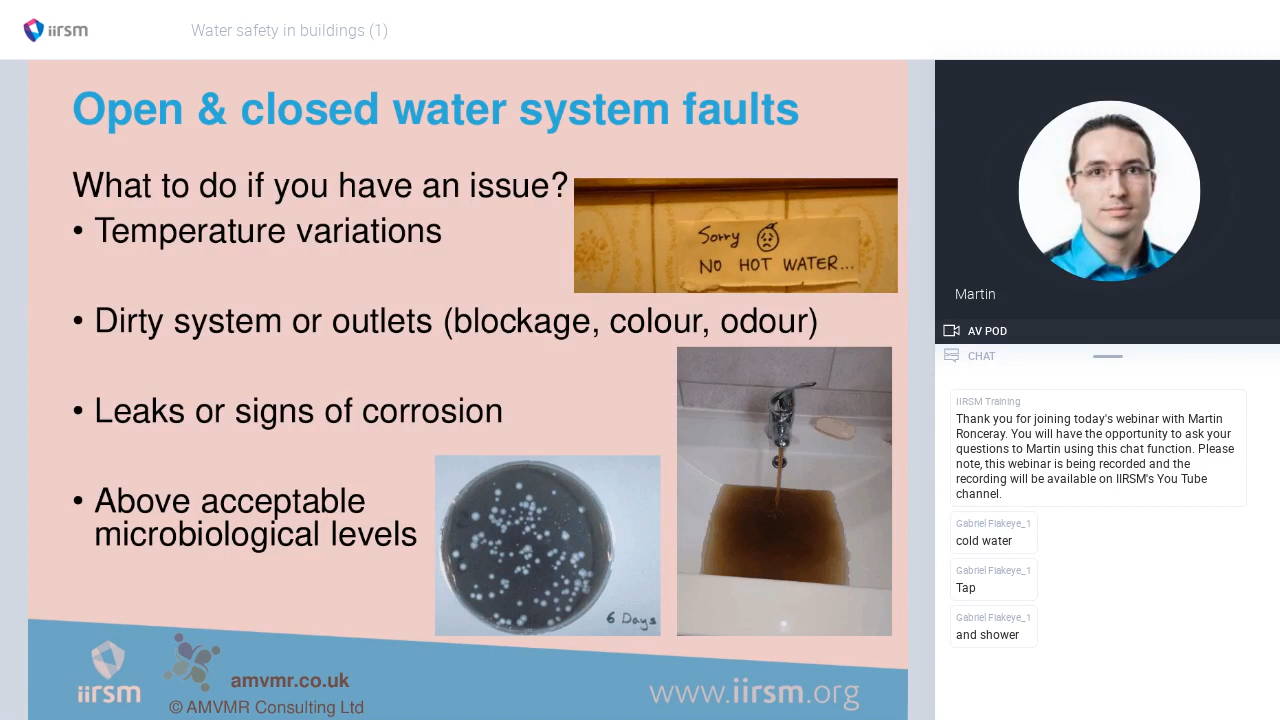 iirsm
Water safety in buildings (1)
Open & closed water system faults
What to do if you have an issue?
• Temperature variations
Sorry
NO HOT WATER...
• Dirty system or outlets (blockage, colour, odour)
• Leaks or signs of corrosion
• Above acceptable
microbiological levels
6 Days
iirsm
amvmr.co.uk
© AMVMR Consulting Ltd
www.iirsm.org
Martin
AV POD
CHAT
IIRSM Training
Thank you for joining today's webinar with Martin
Ronceray. You will have the opportunity to ask your
questions to Martin using this chat function. Please
note, this webinar is being recorded and the
recording will be available on IIRSM's You Tube
channel.
Gabriel Flakeye_1
cold water
Gabriel Flakeye_1
Tap
Gabriel Flakeye_1
and shower